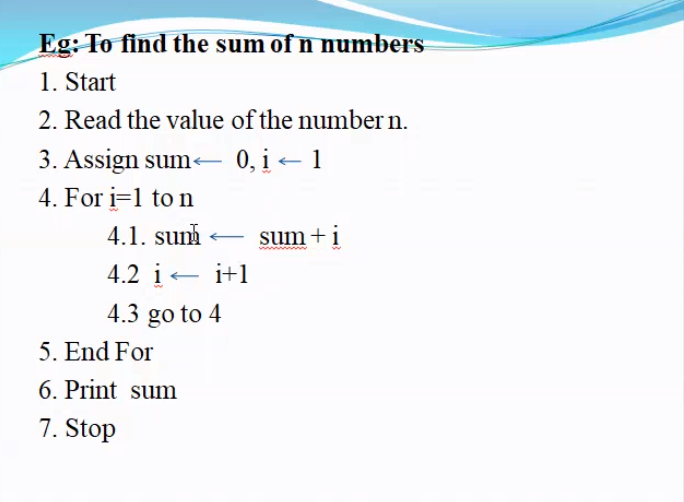 Eg: To find the sum of n numbers
1. Start
2. Read the value of the number n.
3. Assign sum← 0, i ← 1
4. For i=1 to n
4.1. sum ← sum + i
4.2 i ← i+1
4.3 go to 4
5. End For
6. Print sum
7. Stop